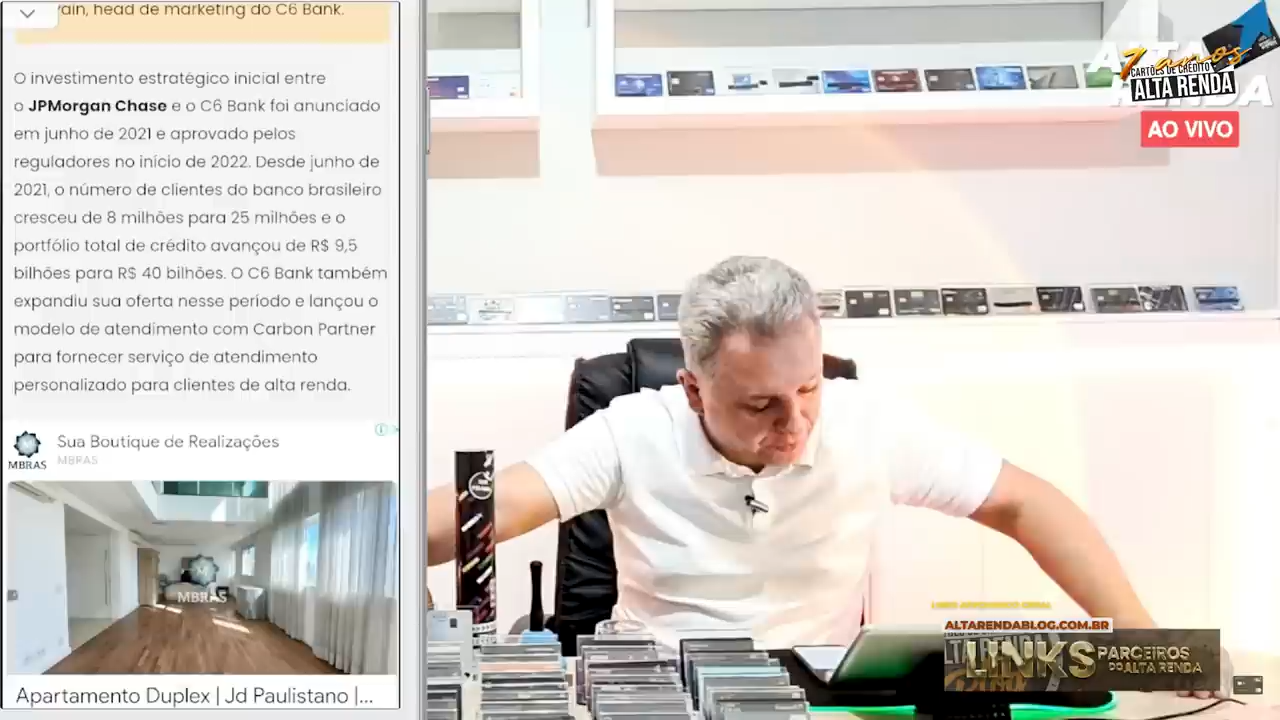 ain, head de marketing do C6 Bank.
O investimento estratégico inicial entre
o JPMorgan Chase e o C6 Bank foi anunciado
em junho de 2021 e aprovado pelos
reguladores no início de 2022. Desde junho de
2021, o número de clientes do banco brasileiro
cresceu de 8 milhões para 25 milhões e o
portfólio total de crédito avançou de R$ 9,5
bilhões para R$ 40 bilhões. O C6 Bank também
expandiu sua oferta nesse período e lançou o
modelo de atendimento com Carbon Partner
para fornecer serviço de atendimento
personalizado para clientes de alta renda.
Sua Boutique de Realizações
MBRAS
MBRAS
MBRAS
Apartamento Duplex | Jd Paulistano |...
ALTA
RENDA
7 anos
CARTÕES DE CRÉDITO
ALTA RENDA
AO VIVO
ALTARENDABLOG.COM.BR
LINKS PARCEIROS
DO ALTA RENDA